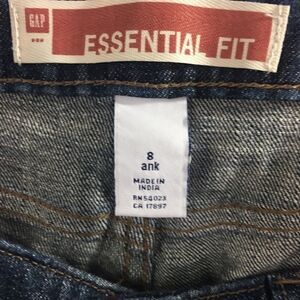 GAP
ESSENTIAL FIT
8
ank
MADE IN
INDIA
RN54023
CA 17897